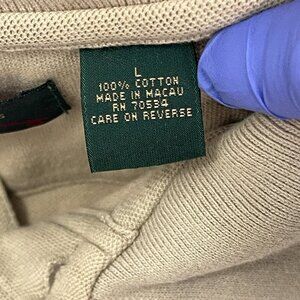 L
100% COTTON
MADE IN MACAU
RN 70534
CARE ON REVERSE